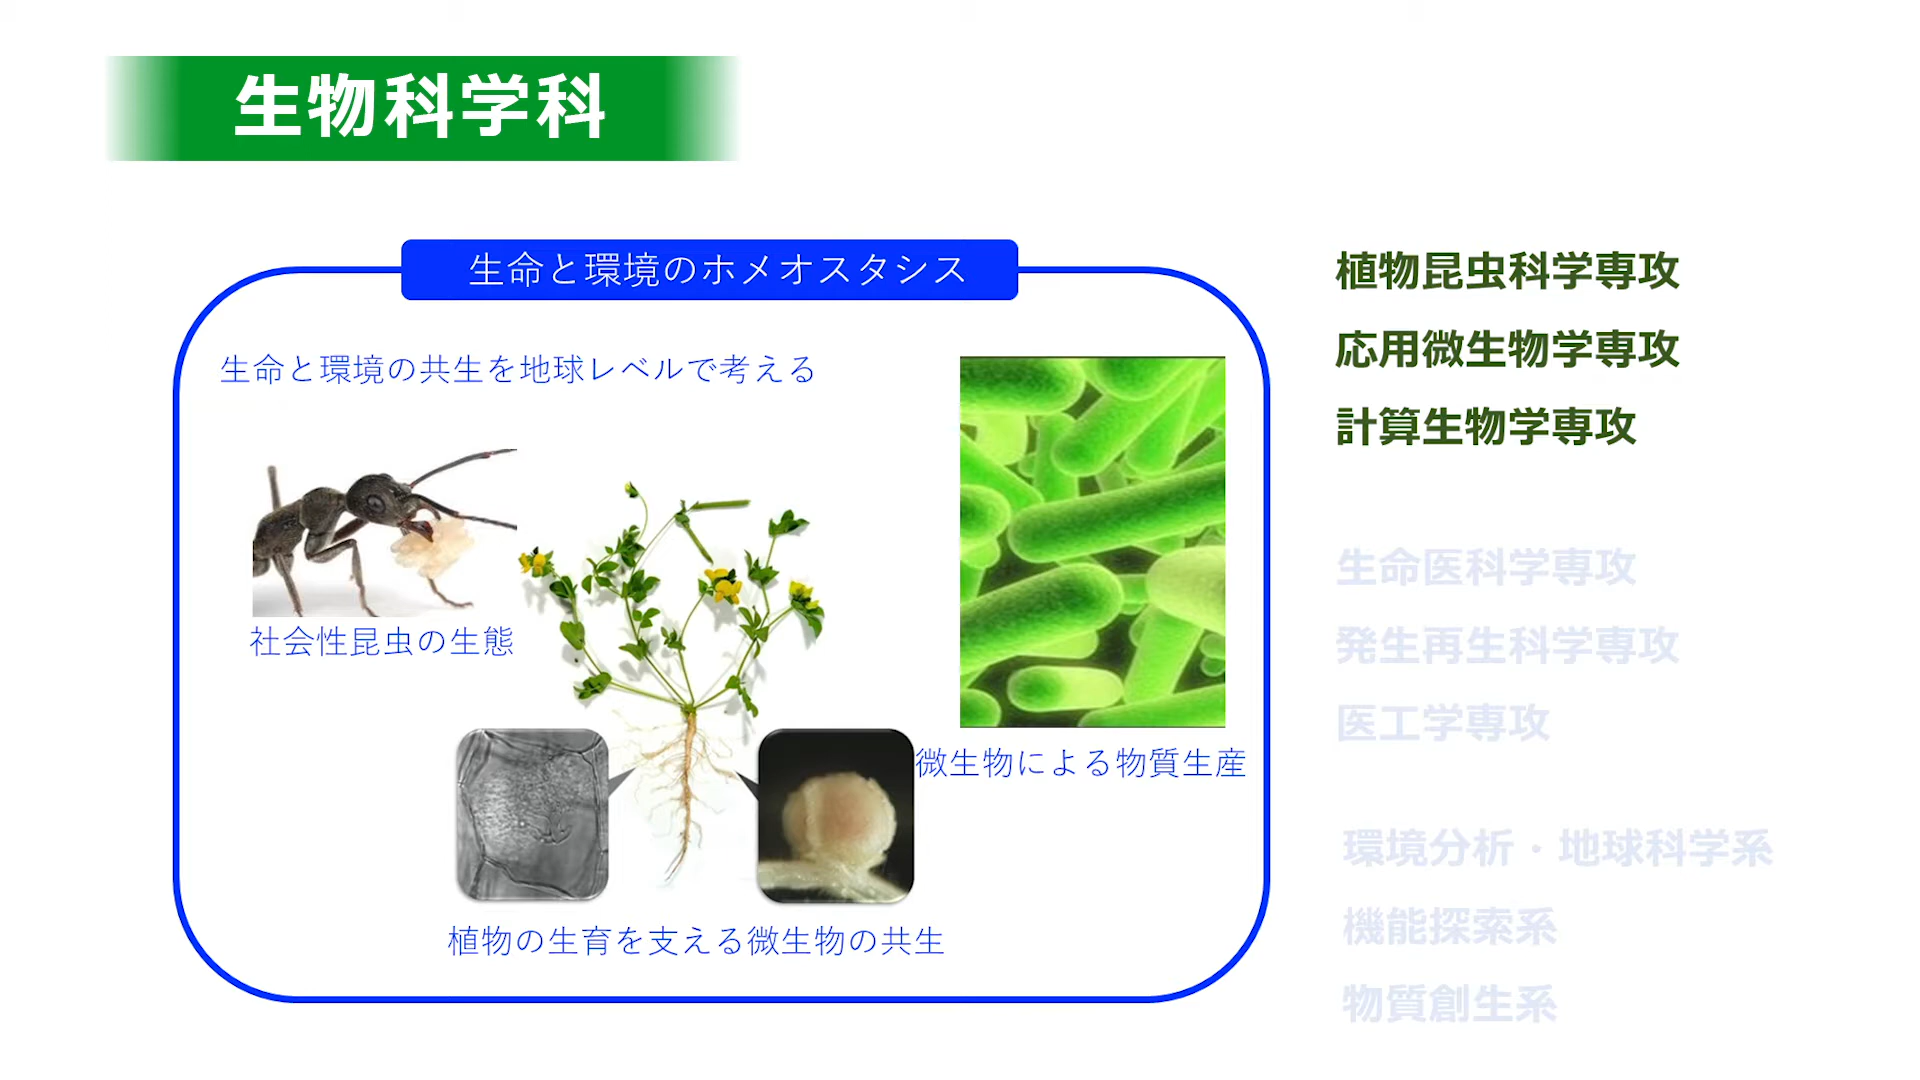 生物科学科
生命と環境のホメオスタシス
生命と環境の共生を地球レベルで考える
社会性昆虫の生態
微生物による物質生産
植物の生育を支える微生物の共生
植物昆虫科学専攻
応用微生物学専攻
計算生物学専攻
生命医科学専攻
発生再生科学専攻
医工学専攻
環境分析・地球科学系
機能探索系
物質創生系